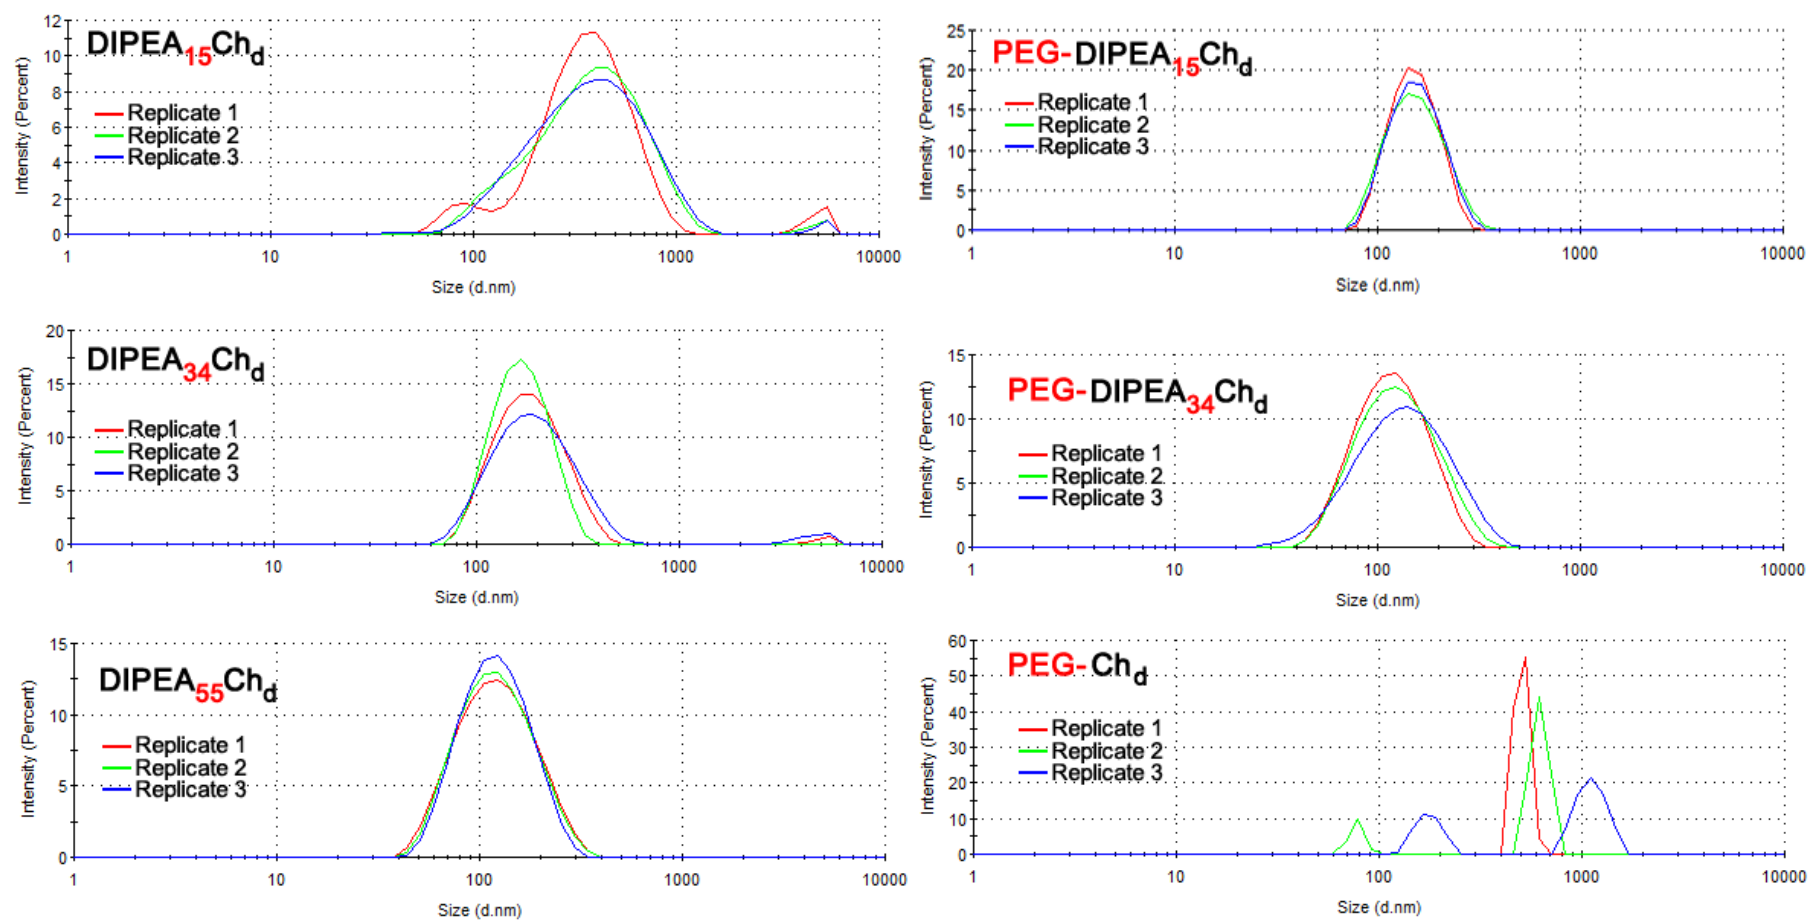 DIPEA15Chd
Replicate 1
Replicate 2
Replicate 3
Intensity (Percent)
12
10
8
6
4
2
0
1 10 100 1000 10000
Size (d.nm)
PEG-DIPEA15Chd
Replicate 1
Replicate 2
Replicate 3
Intensity (Percent)
25
20
15
10
5
0
1 10 100 1000 10000
Size (d.nm)
DIPEA34Chd
Replicate 1
Replicate 2
Replicate 3
Intensity (Percent)
20
15
10
5
0
1 10 100 1000 10000
Size (d.nm)
PEG-DIPEA34Chd
Replicate 1
Replicate 2
Replicate 3
Intensity (Percent)
15
10
5
0
1 10 100 1000 10000
Size (d.nm)
DIPEA55Chd
Replicate 1
Replicate 2
Replicate 3
Intensity (Percent)
15
10
5
0
1 10 100 1000 10000
Size (d.nm)
PEG-Chd
Replicate 1
Replicate 2
Replicate 3
Intensity (Percent)
60
50
40
30
20
10
0
1 10 100 1000 10000
Size (d.nm)